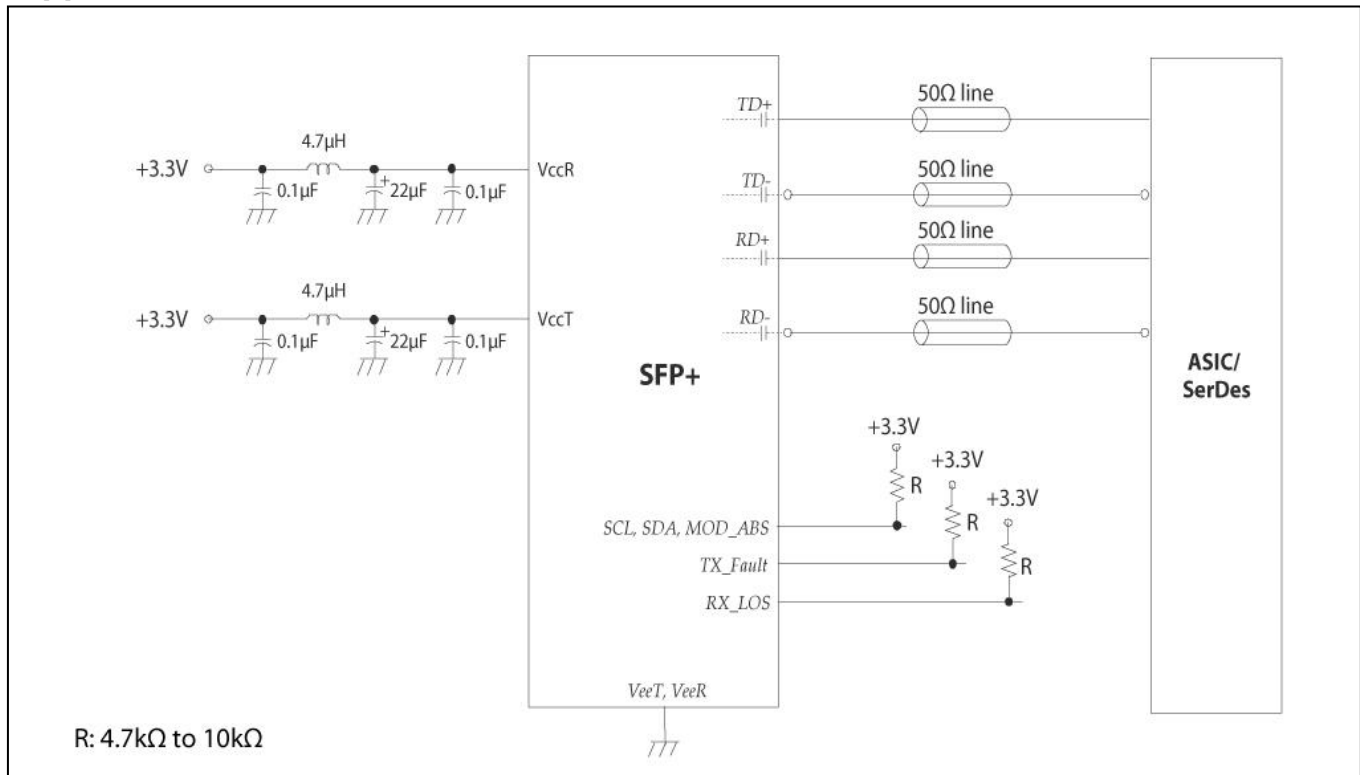 50Ω line
TD+
4.7μH
+3.3V
VccR
0.1μF
+
22μF
0.1μF
50Ω line
TD-
50Ω line
RD+
4.7μH
+3.3V
VccT
0.1μF
+
22μF
0.1μF
50Ω line
RD-
SFP+
ASIC/
SerDes
+3.3V
R
+3.3V
R
+3.3V
R
SCL, SDA, MOD_ABS
TX_Fault
RX_LOS
VeeT, VeeR
R: 4.7kΩ to 10kΩ